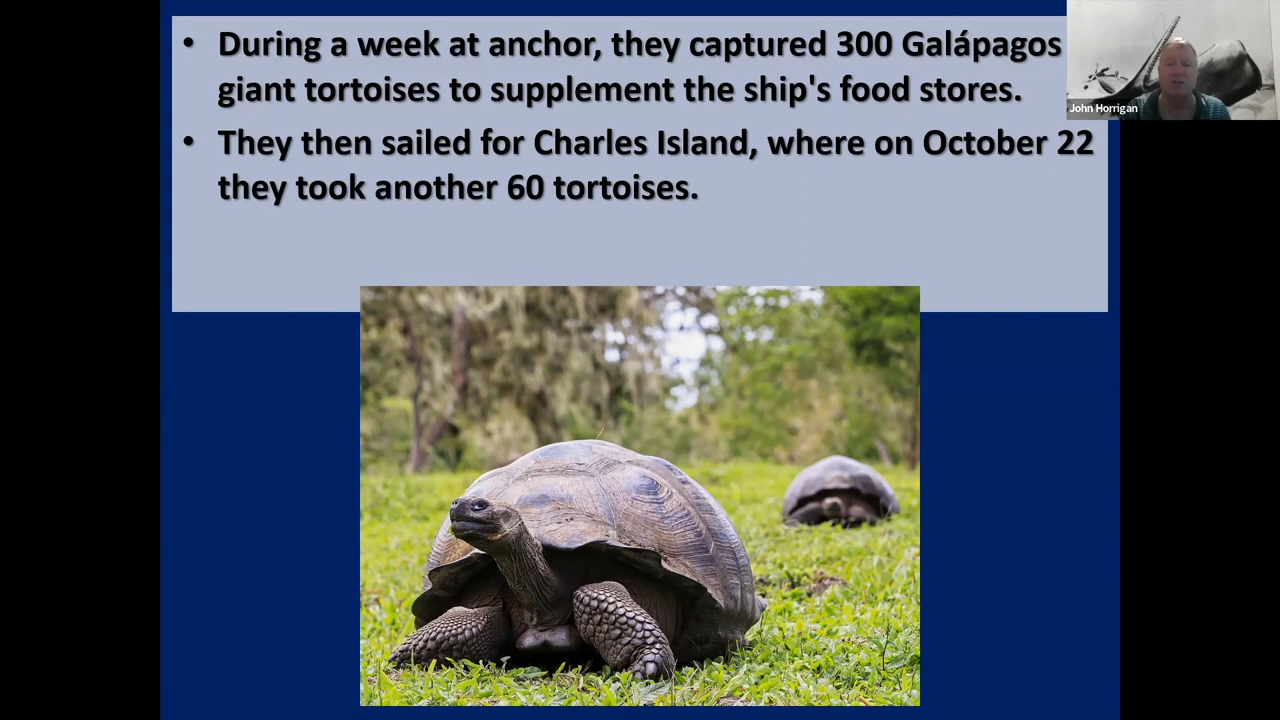 • During a week at anchor, they captured 300 Galápagos
giant tortoises to supplement the ship's food stores.
• They then sailed for Charles Island, where on October 22
they took another 60 tortoises.
John Horrigan